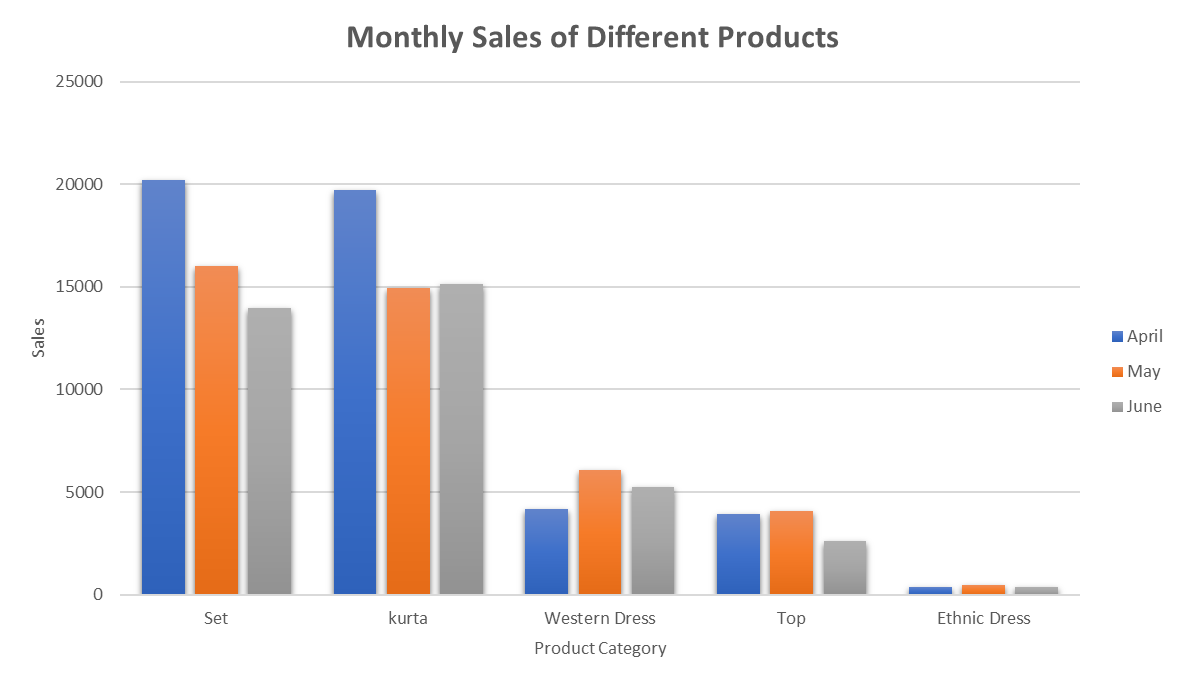 Monthly Sales of Different Products
25000
20000
15000
10000
5000
0
Sales
Set kurta Western Dress Top Ethnic Dress
Product Category
April
May
June